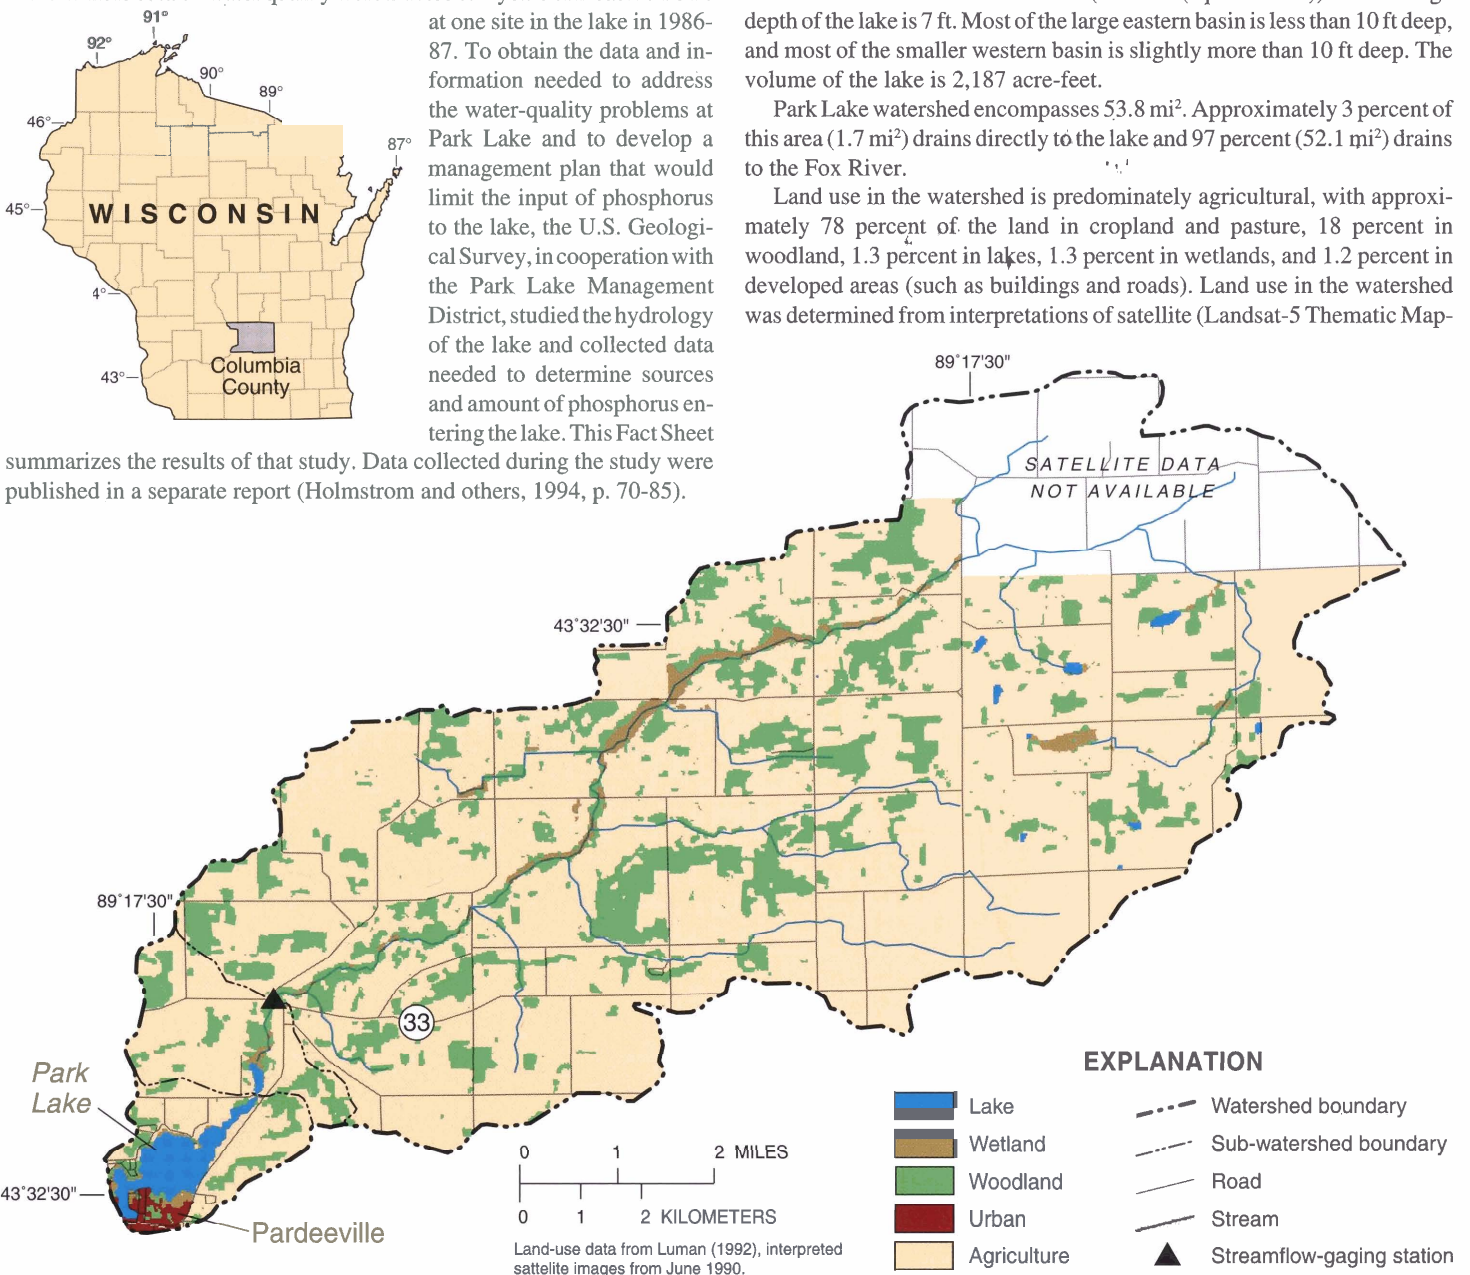 at one site in the lake in 1986-
87. To obtain the data and in-
formation needed to address
the water-quality problems at
Park Lake and to develop a
management plan that would
limit the input of phosphorus
to the lake, the U.S. Geologi-
cal Survey, in cooperation with
the Park Lake Management
District, studied the hydrology
of the lake and collected data
needed to determine sources
and amount of phosphorus en-
tering the lake. This Fact Sheet
summarizes the results of that study. Data collected during the study were
published in a separate report (Holmstrom and others, 1994, p. 70-85).
91°
92°
90°
89°
46°
87°
45°
WISCONSIN
4°
43°
Columbia
County
depth of the lake is 7 ft. Most of the large eastern basin is less than 10 ft deep,
and most of the smaller western basin is slightly more than 10 ft deep. The
volume of the lake is 2,187 acre-feet.
Park Lake watershed encompasses 53.8 mi². Approximately 3 percent of
this area (1.7 mi²) drains directly to the lake and 97 percent (52.1 mi²) drains
to the Fox River.
Land use in the watershed is predominately agricultural, with approxi-
mately 78 percent of the land in cropland and pasture, 18 percent in
woodland, 1.3 percent in lakes, 1.3 percent in wetlands, and 1.2 percent in
developed areas (such as buildings and roads). Land use in the watershed
was determined from interpretations of satellite (Landsat-5 Thematic Map-
89°17'30"
SATELLITE DATA
NOT AVAILABLE
43°32'30"
89°17'30"
33
Park
Lake
43°32'30"
Pardeeville
0 1 2 MILES
0 1 2 KILOMETERS
Land-use data from Luman (1992), interpreted
sattelite images from June 1990.
EXPLANATION
Lake
Wetland
Woodland
Urban
Agriculture
Watershed boundary
Sub-watershed boundary
Road
Stream
Streamflow-gaging station